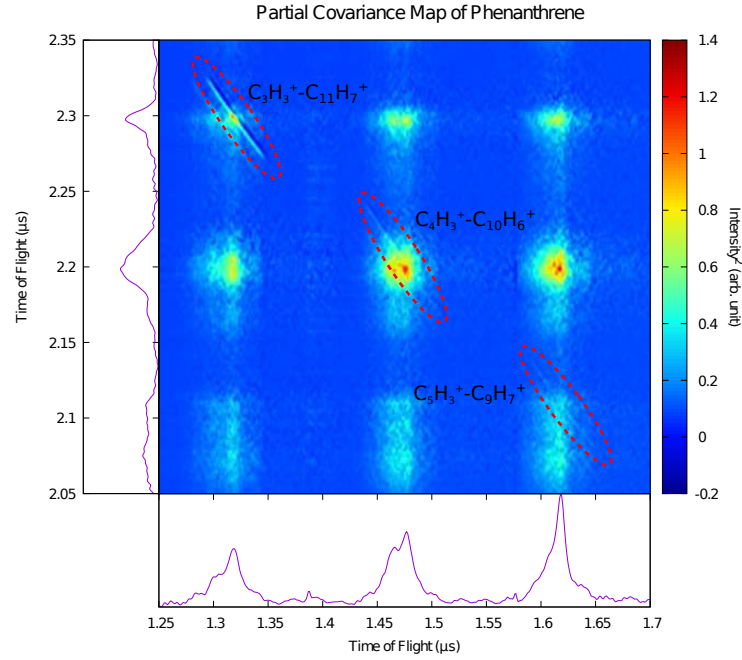 Partial Covariance Map of Phenanthrene
2.35
2.3
2.25
2.2
2.15
2.1
2.05
Time of Flight (μs)
C₃H₃⁺-C₁₁H₇⁺
C₄H₃⁺-C₁₀H₆⁺
C₅H₃⁺-C₉H₇⁺
1.4
1.2
1
0.8
0.6
0.4
0.2
0
-0.2
Intensity² (arb. unit)
1.25 1.3 1.35 1.4 1.45 1.5 1.55 1.6 1.65 1.7
Time of Flight (μs)